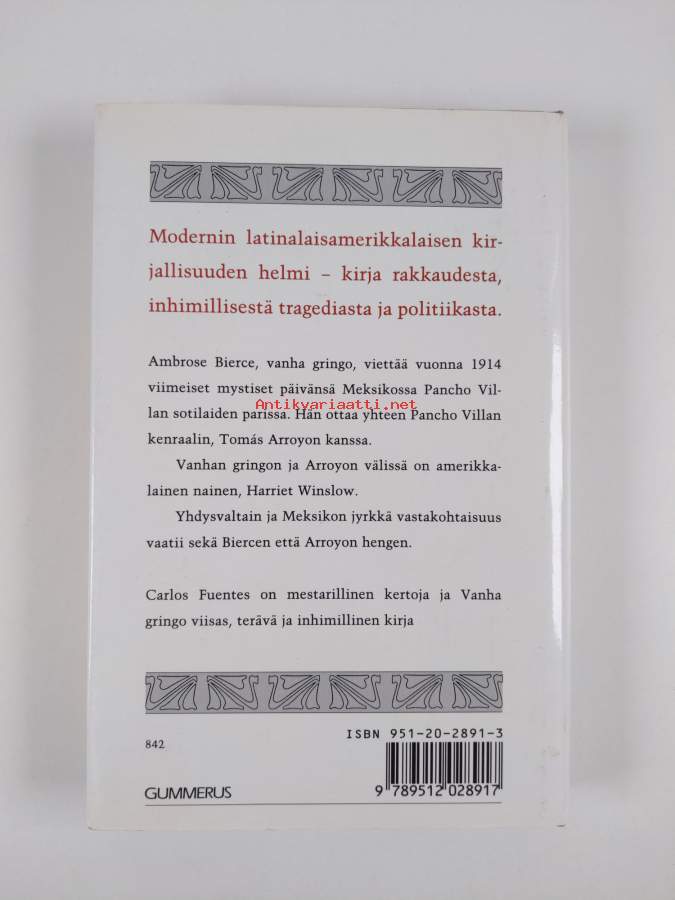 Modernin latinalaisamerikkalaisen kir-
jallisuuden helmi – kirja rakkaudesta,
inhimillisestä tragediasta ja politiikasta.
Ambrose Bierce, vanha gringo, viettää vuonna 1914
viimeiset mystiset päivänsä Meksikossa Pancho Vil-
lan sotilaiden parissa. Hän ottaa yhteen Pancho Villan
Antikvariaatti.net
kenraalin, Tomás Arroyon kanssa.
Vanhan gringon ja Arroyon välissä on amerikka-
lainen nainen, Harriet Winslow.
Yhdysvaltain ja Meksikon jyrkkä vastakohtaisuus
vaatii sekä Biercen että Arroyon hengen.
Carlos Fuentes on mestarillinen kertoja ja Vanha
gringo viisas, terävä ja inhimillinen kirja
ISBN 951-20-2891-3
842
GUMMERUS
9 789512 028917